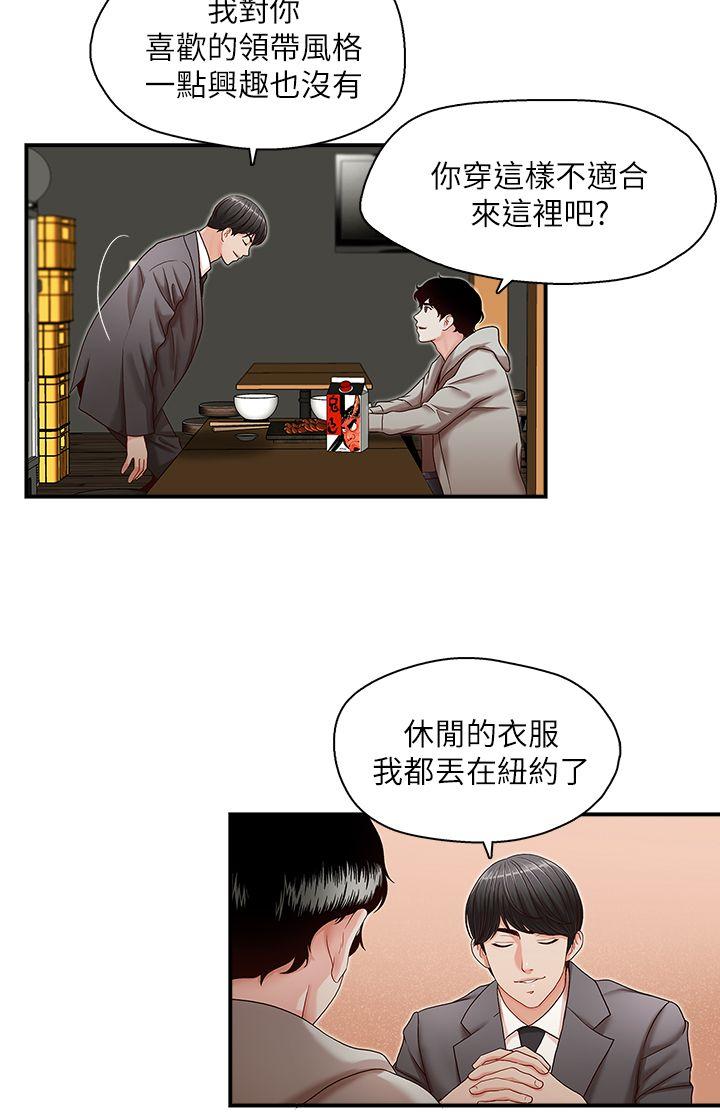 我對你
喜歡的領帶風格
一點興趣也沒有
你穿這樣不適合
來這裡吧?
休閒的衣服
我都丟在紐約了